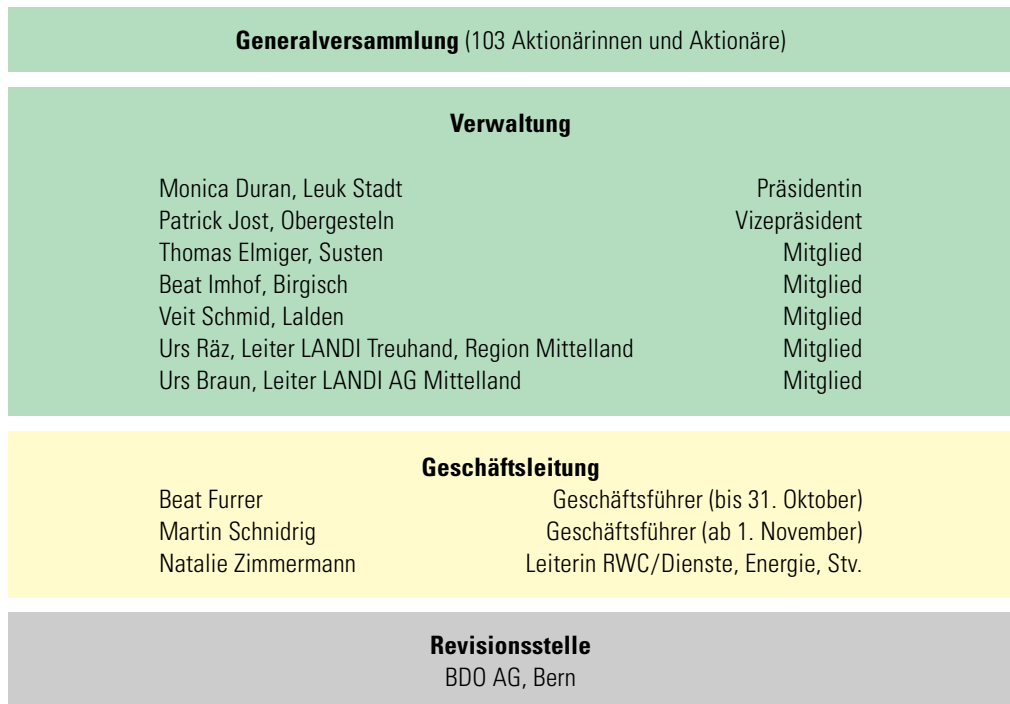 Generalversammlung (103 Aktionärinnen und Aktionäre)
Verwaltung
Monica Duran, Leuk Stadt Präsidentin
Patrick Jost, Obergesteln Vizepräsident
Thomas Elmiger, Susten Mitglied
Beat Imhof, Birgisch Mitglied
Veit Schmid, Lalden Mitglied
Urs Räz, Leiter LANDI Treuhand, Region Mittelland Mitglied
Urs Braun, Leiter LANDI AG Mittelland Mitglied
Geschäftsleitung
Beat Furrer Geschäftsführer (bis 31. Oktober)
Martin Schnidrig Geschäftsführer (ab 1. November)
Natalie Zimmermann Leiterin RWC/Dienste, Energie, Stv.
Revisionsstelle
BDO AG, Bern